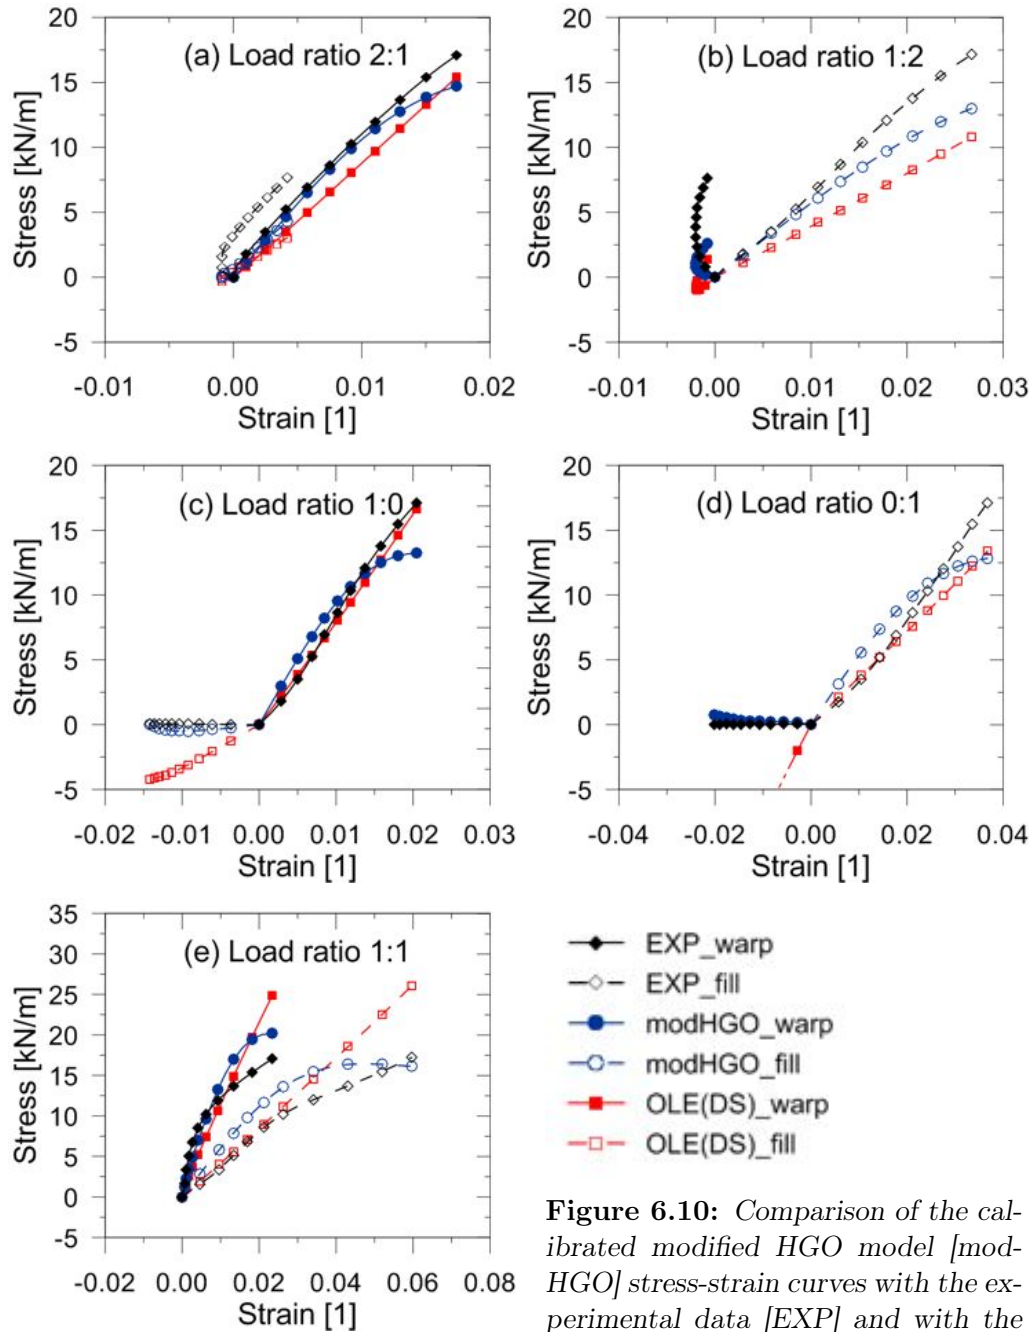 20
15
10
5
0
-5
Stress [kN/m]
(a) Load ratio 2:1
-0.01 0.00 0.01 0.02
Strain [1]
20
15
10
5
0
-5
Stress [kN/m]
(b) Load ratio 1:2
-0.01 0.00 0.01 0.02 0.03
Strain [1]
20
15
10
5
0
-5
Stress [kN/m]
(c) Load ratio 1:0
-0.02 -0.01 0.00 0.01 0.02 0.03
Strain [1]
20
15
10
5
0
-5
Stress [kN/m]
(d) Load ratio 0:1
-0.04 -0.02 0.00 0.02 0.04
Strain [1]
35
30
25
20
15
10
5
0
-5
Stress [kN/m]
(e) Load ratio 1:1
-0.02 0.00 0.02 0.04 0.06 0.08
Strain [1]
EXP_warp
EXP_fill
modHGO_warp
modHGO_fill
OLE(DS)_warp
OLE(DS)_fill
Figure 6.10: Comparison of the cal-
ibrated modified HGO model [mod-
HGO] stress-strain curves with the ex-
perimental data [EXP] and with the